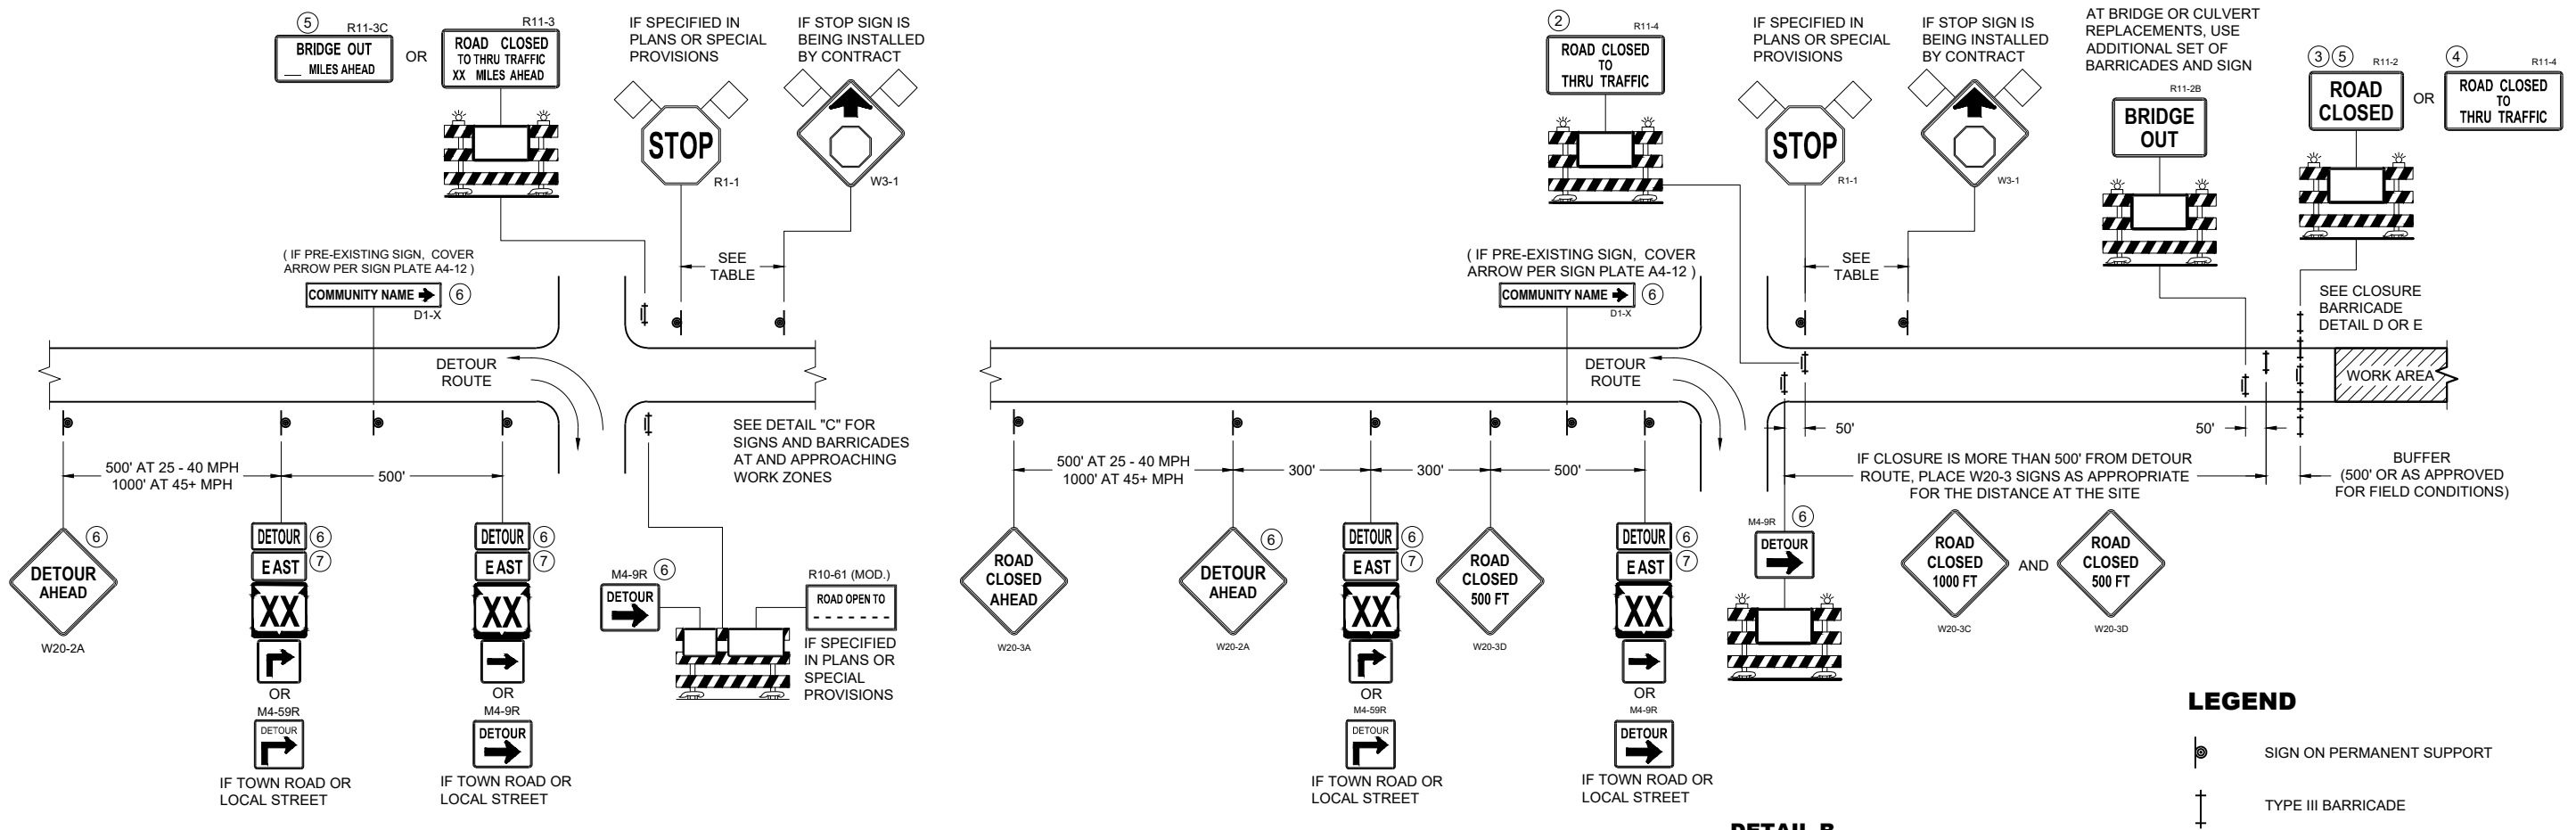 5
R11-3C
BRIDGE OUT
___ MILES AHEAD
OR
R11-3
ROAD CLOSED
TO THRU TRAFFIC
XX MILES AHEAD
IF SPECIFIED IN
PLANS OR SPECIAL
PROVISIONS
IF STOP SIGN IS
BEING INSTALLED
BY CONTRACT
STOP
R1-1
W3-1
SEE
TABLE
( IF PRE-EXISTING SIGN, COVER
ARROW PER SIGN PLATE A4-12 )
COMMUNITY NAME
6
D1-X
DETOUR
ROUTE
SEE DETAIL "C" FOR
SIGNS AND BARRICADES
AT AND APPROACHING
WORK ZONES
500' AT 25 - 40 MPH
1000' AT 45+ MPH
500'
6
DETOUR
AHEAD
W20-2A
DETOUR
6
EAST
7
XX
OR
M4-59R
DETOUR
IF TOWN ROAD OR
LOCAL STREET
DETOUR
6
EAST
7
XX
OR
M4-9R
DETOUR
IF TOWN ROAD OR
LOCAL STREET
M4-9R
6
DETOUR
R10-61 (MOD.)
ROAD OPEN TO
- - - - - - -
IF SPECIFIED
IN PLANS OR
SPECIAL
PROVISIONS
2
R11-4
ROAD CLOSED
TO
THRU TRAFFIC
IF SPECIFIED IN
PLANS OR SPECIAL
PROVISIONS
IF STOP SIGN IS
BEING INSTALLED
BY CONTRACT
STOP
R1-1
W3-1
SEE
TABLE
AT BRIDGE OR CULVERT
REPLACEMENTS, USE
ADDITIONAL SET OF
BARRICADES AND SIGN
R11-2B
BRIDGE
OUT
3
5
R11-2
ROAD
CLOSED
OR
4
R11-4
ROAD CLOSED
TO
THRU TRAFFIC
( IF PRE-EXISTING SIGN, COVER
ARROW PER SIGN PLATE A4-12 )
COMMUNITY NAME
6
D1-X
SEE CLOSURE
BARRICADE
DETAIL D OR E
DETOUR
ROUTE
WORK AREA
50'
50'
500' AT 25 - 40 MPH
1000' AT 45+ MPH
300'
300'
500'
IF CLOSURE IS MORE THAN 500' FROM DETOUR
ROUTE, PLACE W20-3 SIGNS AS APPROPRIATE
FOR THE DISTANCE AT THE SITE
BUFFER
(500' OR AS APPROVED
FOR FIELD CONDITIONS)
ROAD
CLOSED
AHEAD
W20-3A
6
DETOUR
AHEAD
W20-2A
DETOUR
6
EAST
7
XX
OR
M4-59R
DETOUR
IF TOWN ROAD OR
LOCAL STREET
ROAD
CLOSED
500 FT
W20-3D
DETOUR
6
EAST
7
XX
OR
M4-9R
DETOUR
IF TOWN ROAD OR
LOCAL STREET
M4-9R
6
DETOUR
ROAD
CLOSED
1000 FT
W20-3C
AND
ROAD
CLOSED
500 FT
W20-3D
LEGEND
SIGN ON PERMANENT SUPPORT
TYPE III BARRICADE
DETAIL B